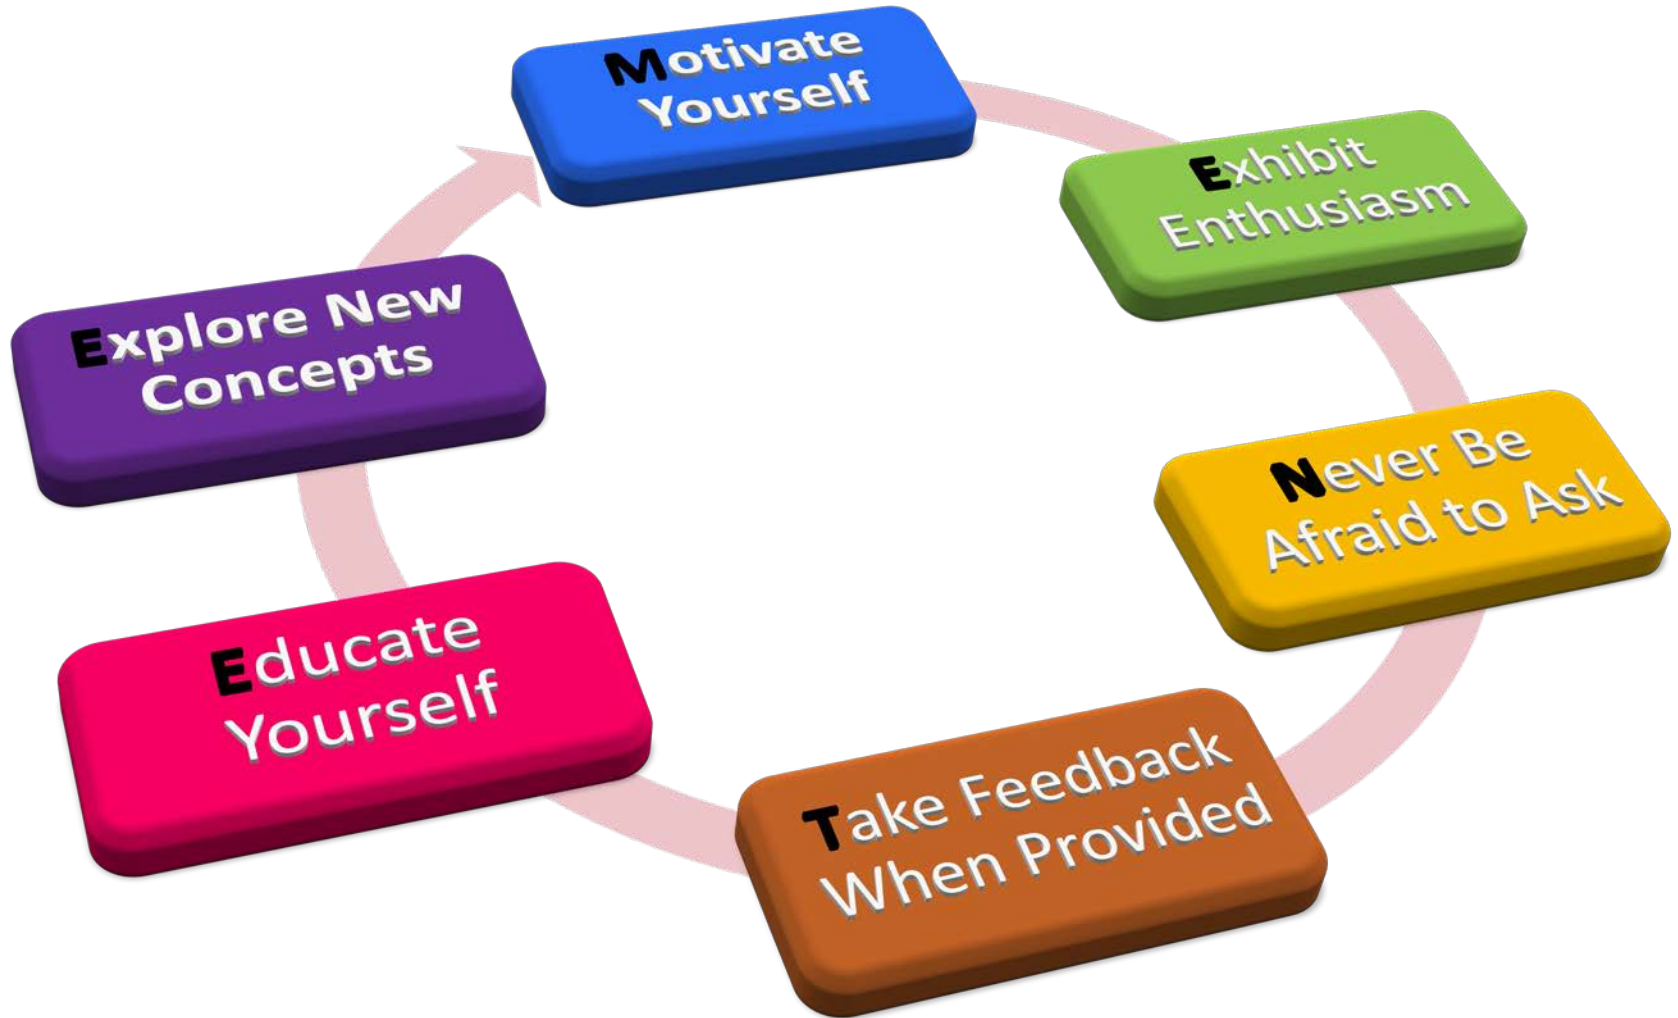 Motivate
Yourself
Exhibit
Enthusiasm
Never Be
Afraid to Ask
Take Feedback
When Provided
Educate
Yourself
Explore New
Concepts